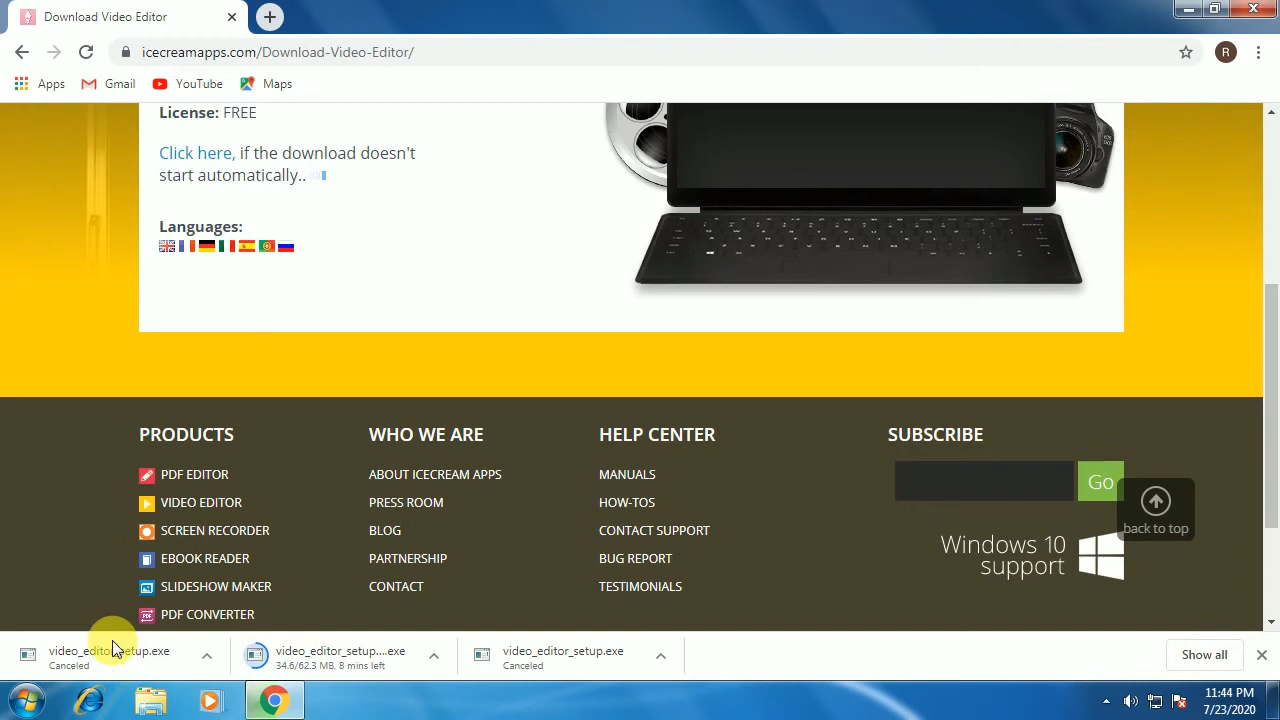 Download Video Editor
icecreamapps.com/Download-Video-Editor/
R
Apps
Gmail
YouTube
Maps
License: FREE
Click here, if the download doesn't
start automatically..
Languages:
PRODUCTS
PDF EDITOR
VIDEO EDITOR
SCREEN RECORDER
EBOOK READER
SLIDESHOW MAKER
PDF CONVERTER
WHO WE ARE
ABOUT ICECREAM APPS
PRESS ROOM
BLOG
PARTNERSHIP
CONTACT
HELP CENTER
MANUALS
HOW-TOS
CONTACT SUPPORT
BUG REPORT
TESTIMONIALS
SUBSCRIBE
Go
back to top
Windows 10
support
video_editor_setup.exe
Canceled
video_editor_setup....exe
34.6/62.3 MB, 8 mins left
video_editor_setup.exe
Canceled
Show all
11:44 PM
7/23/2020